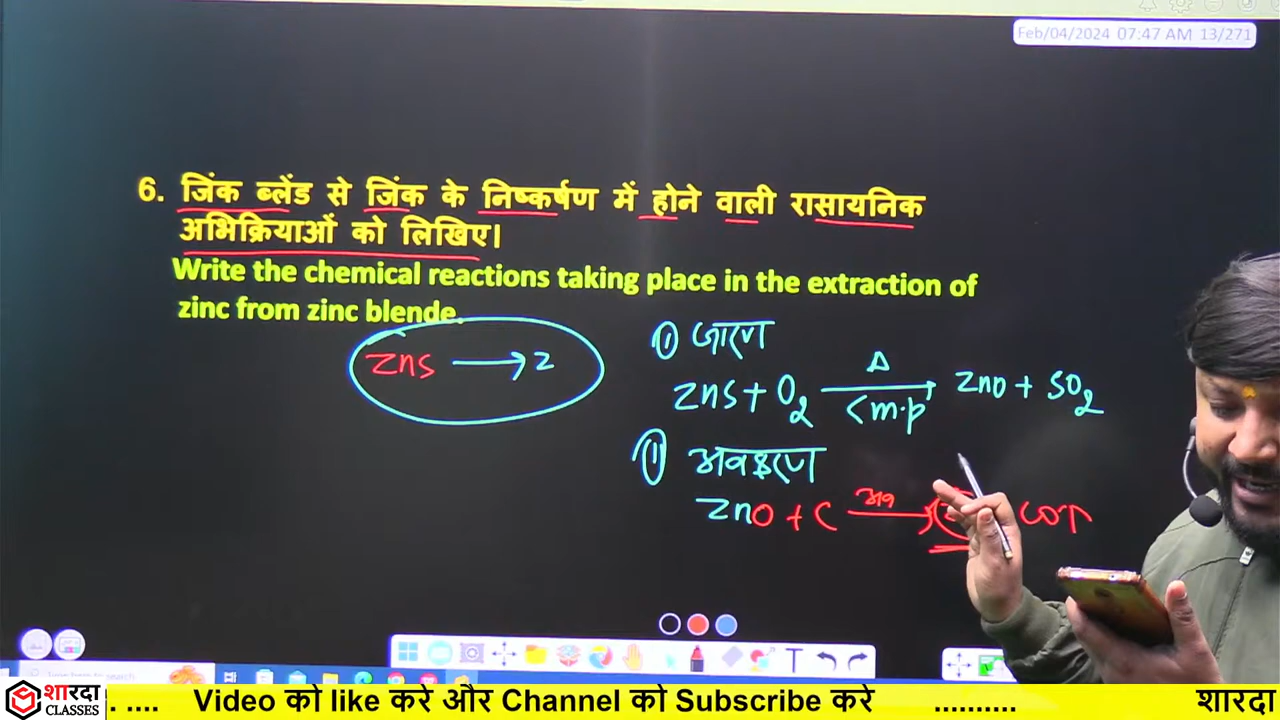 Feb/04/2024 07:47 AM 13/271
6. जिंक ब्लेंड से जिंक के निष्कर्षण में होने वाली रासायनिक
अभिक्रियाओं को लिखिए।
Write the chemical reactions taking place in the extraction of
zinc from zinc blende.
ZnS → Z
① जारण
ZnS + O₂ —Δ→ ZnO + SO₂
< m.p
② अवकरण
ZnO + C —अव→ CO↑
शारदा
CLASSES
. .... Video को like करे और Channel को Subscribe करे .......... शारदा